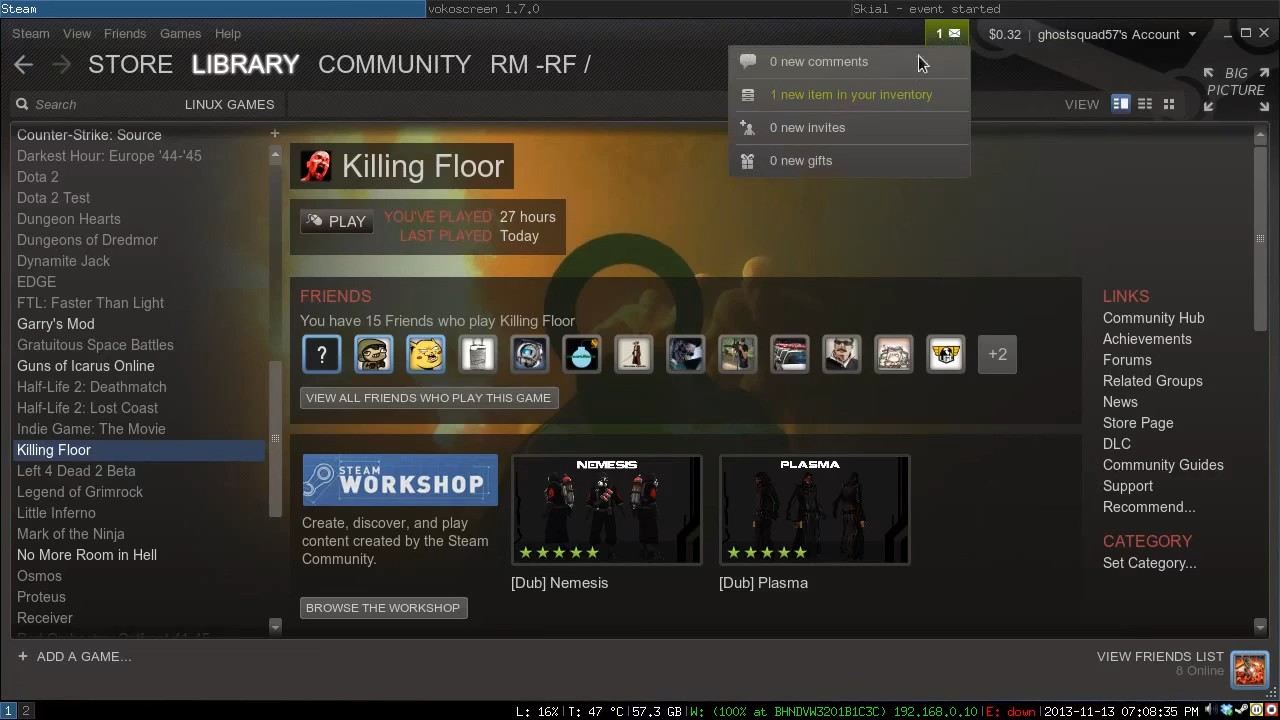 Steam
vokoscreen 1.7.0
Skial - event started
Steam View Friends Games Help
1
$0.32 | ghostsquad57's Account
STORE LIBRARY COMMUNITY RM -RF /
BIG
PICTURE
0 new comments
1 new item in your inventory
0 new invites
0 new gifts
Search
LINUX GAMES
VIEW
Counter-Strike: Source
Darkest Hour: Europe '44-'45
Dota 2
Dota 2 Test
Dungeon Hearts
Dungeons of Dredmor
Dynamite Jack
EDGE
FTL: Faster Than Light
Garry's Mod
Gratuitous Space Battles
Guns of Icarus Online
Half-Life 2: Deathmatch
Half-Life 2: Lost Coast
Indie Game: The Movie
Killing Floor
Left 4 Dead 2 Beta
Legend of Grimrock
Little Inferno
Mark of the Ninja
No More Room in Hell
Osmos
Proteus
Receiver
+ ADD A GAME...
Killing Floor
PLAY
YOU'VE PLAYED 27 hours
LAST PLAYED Today
FRIENDS
You have 15 Friends who play Killing Floor
?
+2
VIEW ALL FRIENDS WHO PLAY THIS GAME
STEAM
WORKSHOP
Create, discover, and play
content created by the Steam
Community.
BROWSE THE WORKSHOP
NEMESIS
[Dub] Nemesis
PLASMA
[Dub] Plasma
LINKS
Community Hub
Achievements
Forums
Related Groups
News
Store Page
DLC
Community Guides
Support
Recommend...
CATEGORY
Set Category...
VIEW FRIENDS LIST
8 Online
1 2
L: 16%|T: 47 °C|57.3 GB|W: (100% at BHNDVW3201B1C3C) 192.168.0.10|E: down|2013-11-13 07:08:35 PM